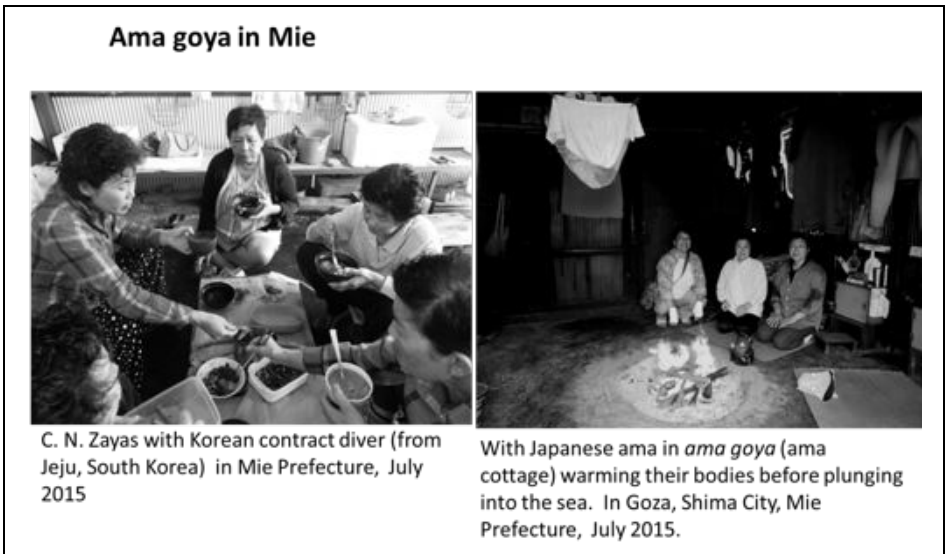 Ama goya in Mie
C. N. Zayas with Korean contract diver (from
Jeju, South Korea) in Mie Prefecture, July
2015
With Japanese ama in ama goya (ama
cottage) warming their bodies before plunging
into the sea. In Goza, Shima City, Mie
Prefecture, July 2015.